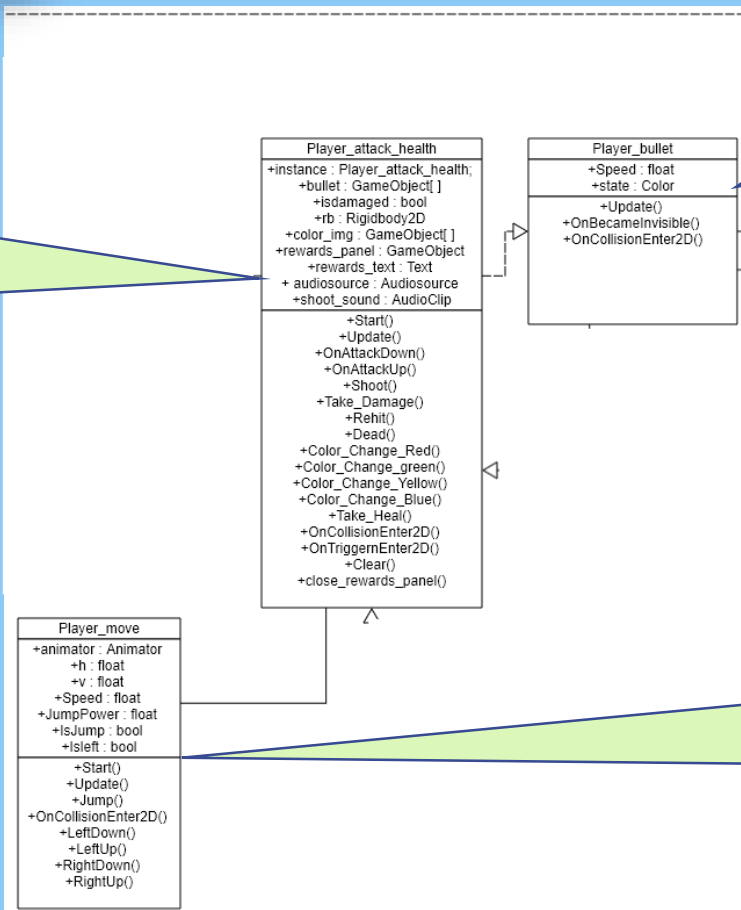 Player_attack_health
+instance : Player_attack_health;
+bullet : GameObject[ ]
+isdamaged : bool
+rb : Rigidbody2D
+color_img : GameObject[ ]
+rewards_panel : GameObject
+rewards_text : Text
+ audiosource : Audiosource
+shoot_sound : AudioClip
+Start()
+Update()
+OnAttackDown()
+OnAttackUp()
+Shoot()
+Take_Damage()
+Rehit()
+Dead()
+Color_Change_Red()
+Color_Change_green()
+Color_Change_Yellow()
+Color_Change_Blue()
+Take_Heal()
+OnCollisionEnter2D()
+OnTriggernEnter2D()
+Clear()
+close_rewards_panel()
Player_bullet
+Speed : float
+state : Color
+Update()
+OnBecameInvisible()
+OnCollisionEnter2D()
Player_move
+animator : Animator
+h : float
+v : float
+Speed : float
+JumpPower : float
+IsJump : bool
+Isleft : bool
+Start()
+Update()
+Jump()
+OnCollisionEnter2D()
+LeftDown()
+LeftUp()
+RightDown()
+RightUp()